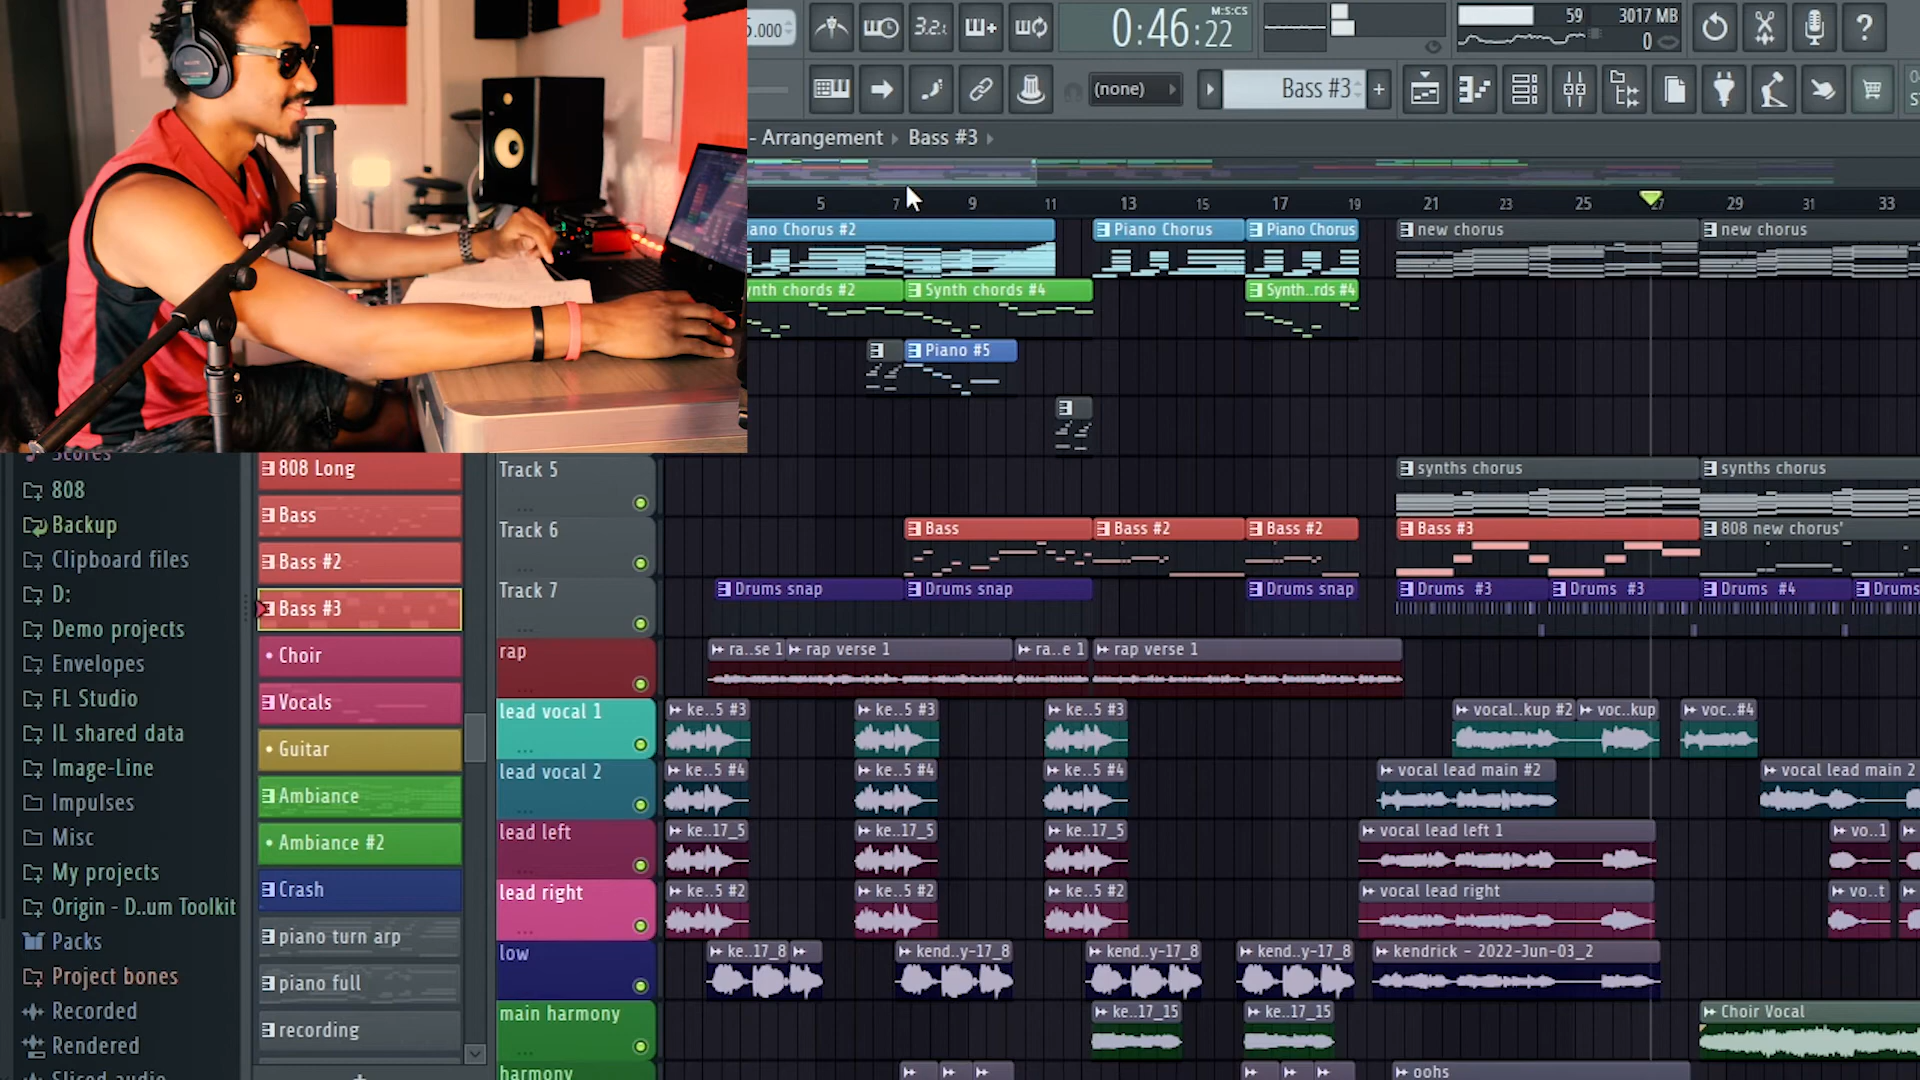 5.000
3.2.
M:S:CS
0:46:22
59
3017 MB
0
(none)
Bass #3
- Arrangement
Bass #3
5 7 9 11 13 15 17 19 21 23 25 27 29 31 33
ano Chorus #2
Piano Chorus
Piano Chorus
new chorus
new chorus
ynth chords #2
Synth chords #4
Synth..rds #4
Piano #5
Scores
808
Backup
Clipboard files
D:
Demo projects
Envelopes
FL Studio
IL shared data
Image-Line
Impulses
Misc
My projects
Origin - D..um Toolkit
Packs
Project bones
Recorded
Rendered
Sliced audio
808 Long
Bass
Bass #2
Bass #3
Choir
Vocals
Guitar
Ambiance
Ambiance #2
Crash
piano turn arp
piano full
recording
Track 5
synths chorus
synths chorus
Track 6
Bass
Bass #2
Bass #2
Bass #3
808 new chorus'
Track 7
Drums snap
Drums snap
Drums snap
Drums #3
Drums #3
Drums #4
Drums
rap
ra..se 1
rap verse 1
ra..e 1
rap verse 1
lead vocal 1
ke..5 #3
ke..5 #3
ke..5 #3
vocal..kup #2
voc..kup
voc..#4
lead vocal 2
ke..5 #4
ke..5 #4
ke..5 #4
vocal lead main #2
vocal lead main 2
lead left
ke..17_5
ke..17_5
ke..17_5
vocal lead left 1
vo..1
lead right
ke..5 #2
ke..5 #2
ke..5 #2
vocal lead right
vo..t
low
ke..17_8
kend..y-17_8
kend..y-17_8
kend..y-17_8
kendrick - 2022-Jun-03_2
main harmony
ke..17_15
ke..17_15
Choir Vocal
harmony
oohs